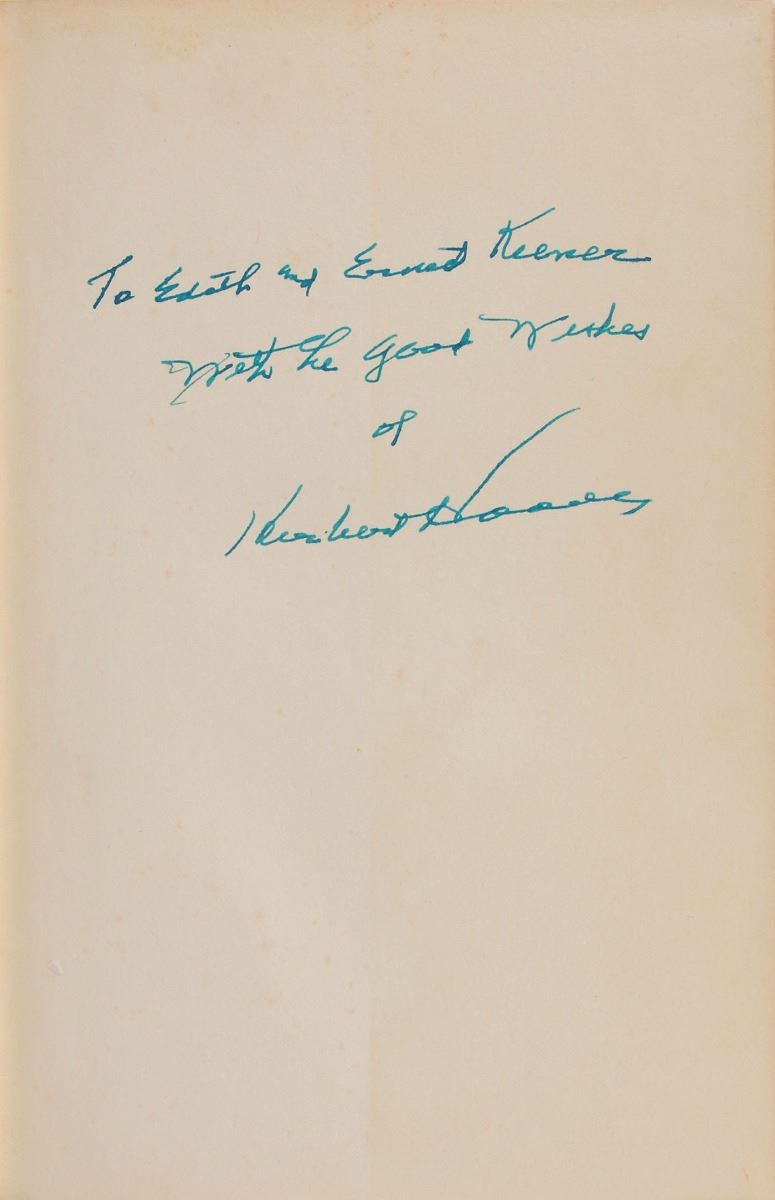 To Edith and Ernest Keener
With the Good Wishes
of
Herbert Hoover